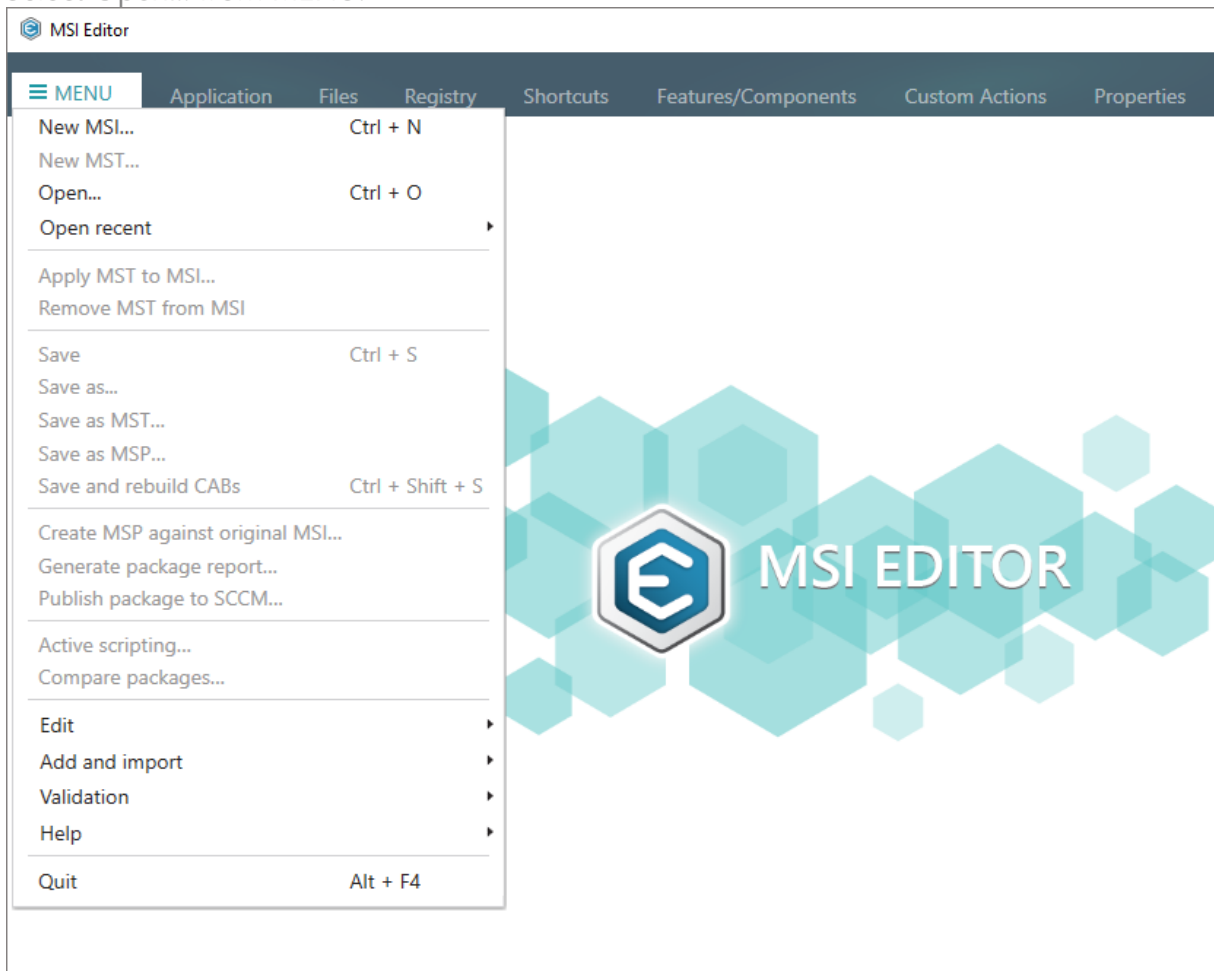 MSI Editor
MENU Application Files Registry Shortcuts Features/Components Custom Actions Properties
New MSI... Ctrl + N
New MST...
Open... Ctrl + O
Open recent
Apply MST to MSI...
Remove MST from MSI
Save Ctrl + S
Save as...
Save as MST...
Save as MSP...
Save and rebuild CABs Ctrl + Shift + S
Create MSP against original MSI...
Generate package report...
Publish package to SCCM...
Active scripting...
Compare packages...
Edit
Add and import
Validation
Help
Quit Alt + F4
MSI EDITOR